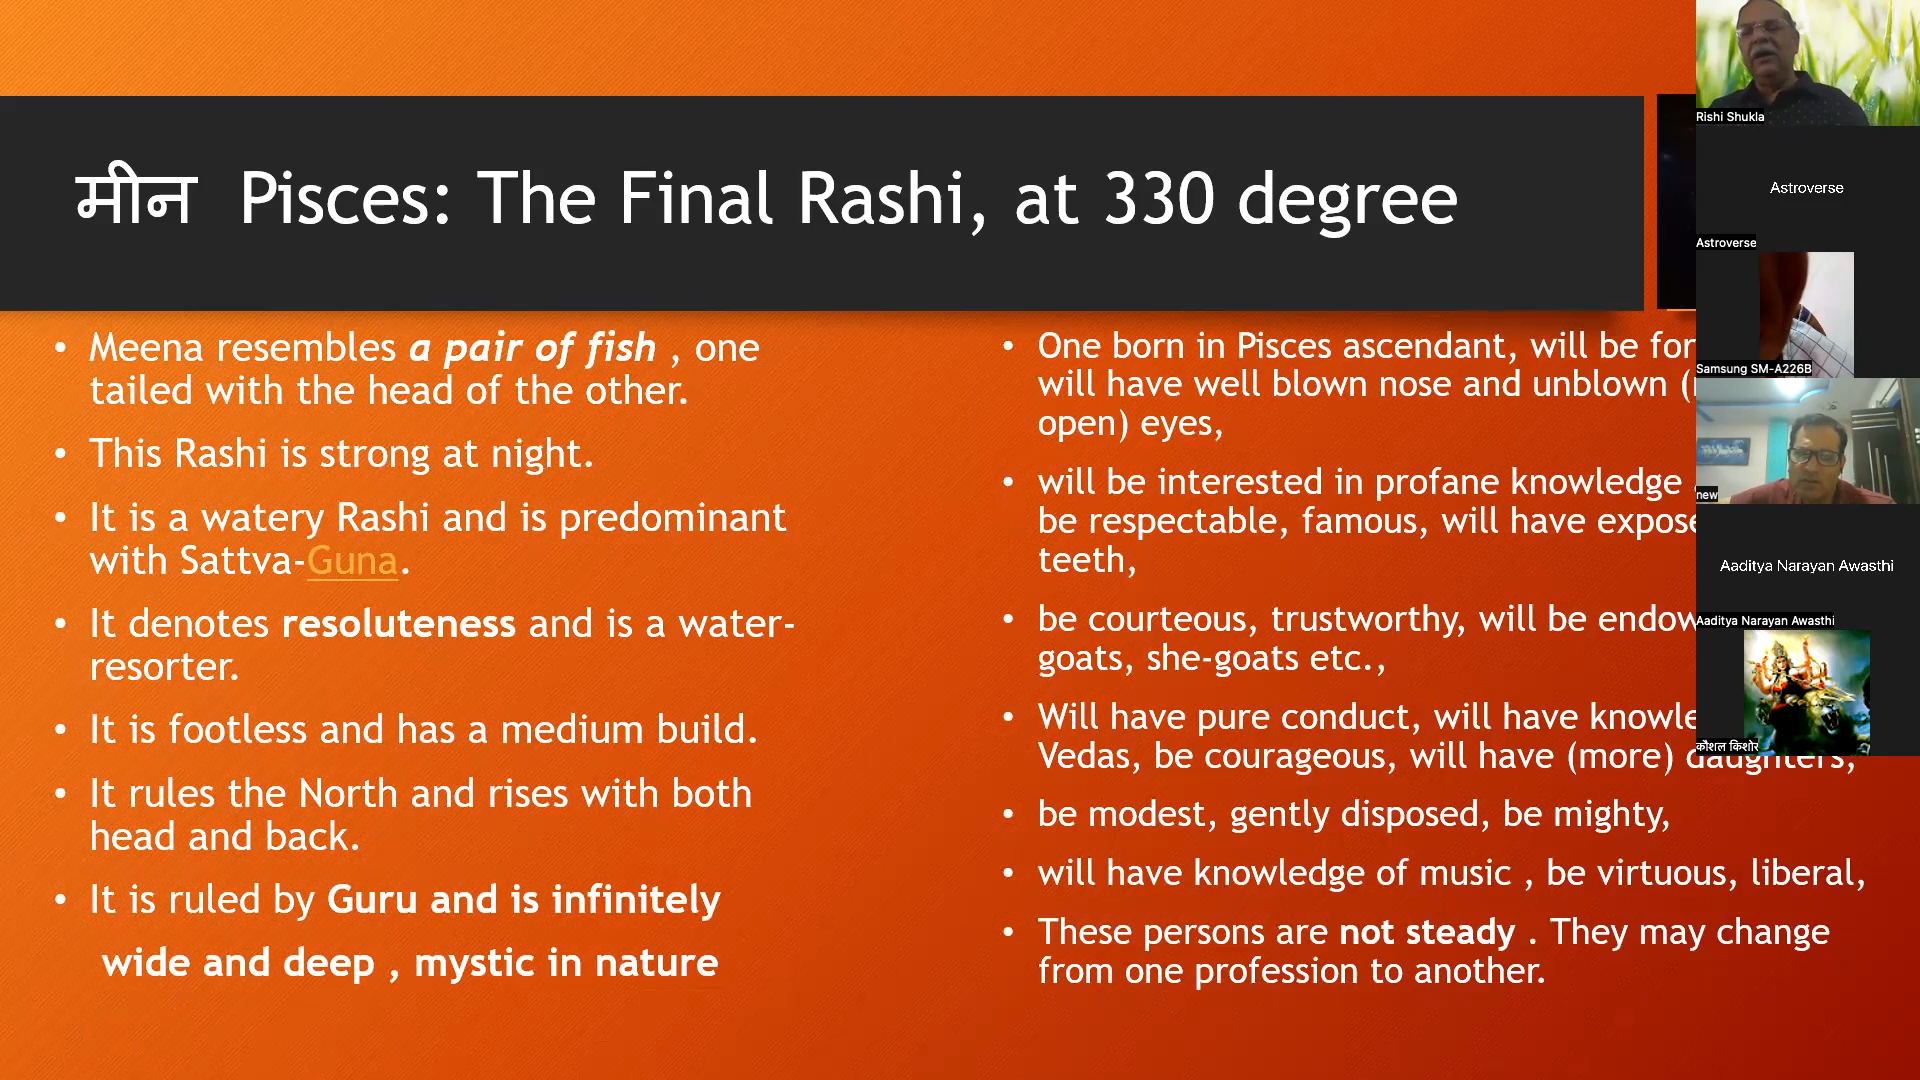 मीन Pisces: The Final Rashi, at 330 degree
• Meena resembles a pair of fish , one
tailed with the head of the other.
• This Rashi is strong at night.
• It is a watery Rashi and is predominant
with Sattva-Guna.
• It denotes resoluteness and is a water-
resorter.
• It is footless and has a medium build.
• It rules the North and rises with both
head and back.
• It is ruled by Guru and is infinitely
wide and deep , mystic in nature
• One born in Pisces ascendant, will be
will have well blown nose and unblown
open) eyes,
• will be interested in profane knowledge
be respectable, famous, will have
teeth,
• be courteous, trustworthy, will be
goats, she-goats etc.,
• Will have pure conduct, will have
Vedas, be courageous, will have (more) daughters,
• be modest, gently disposed, be mighty,
• will have knowledge of music , be virtuous, liberal,
• These persons are not steady . They may change
from one profession to another.
Rishi Shukla
Astroverse
Astroverse
Samsung SM-A226B
new
Aaditya Narayan Awasthi
Aaditya Narayan Awasthi
कौशल किशोर